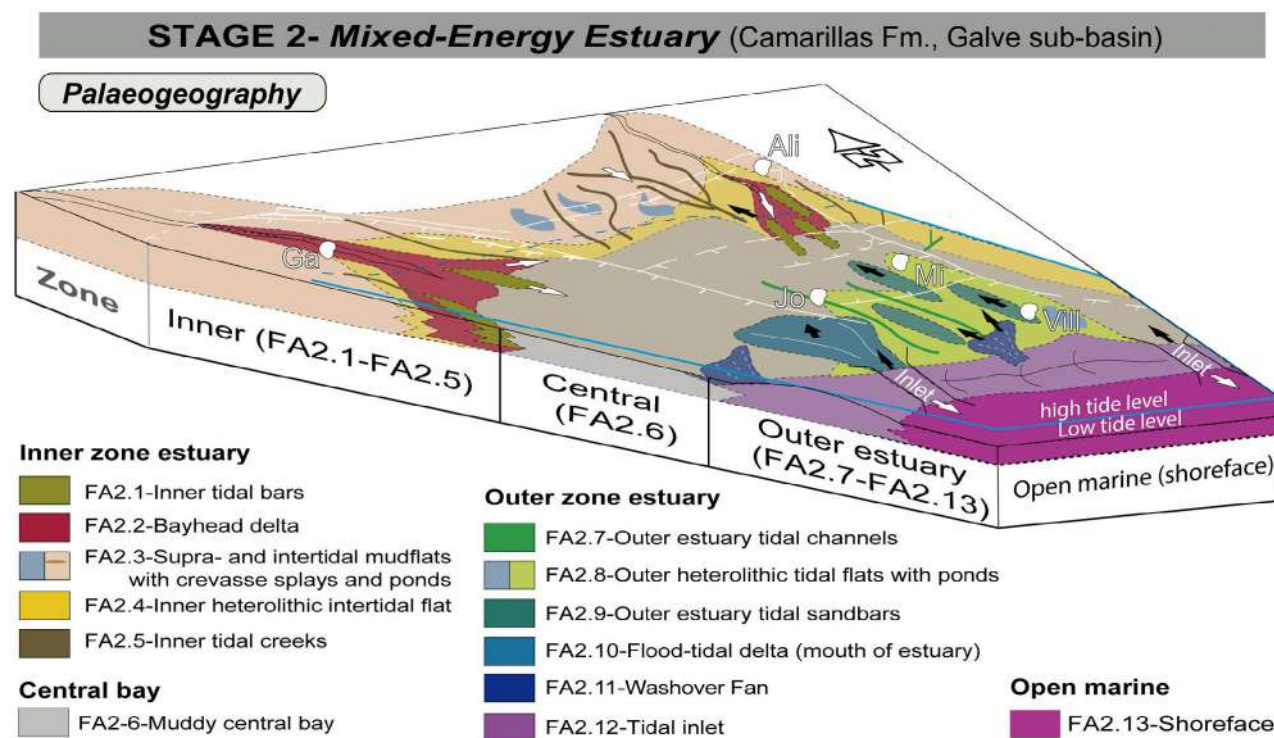 STAGE 2- Mixed-Energy Estuary (Camarillas Fm., Galve sub-basin)
Palaeogeography
Ali
Ga
Mi
Jo
Vill
Zone
Inner (FA2.1-FA2.5)
Central
(FA2.6)
Outer estuary
(FA2.7-FA2.13)
Inlet
Inlet
high tide level
Low tide level
Open marine (shoreface)
Inner zone estuary
FA2.1-Inner tidal bars
FA2.2-Bayhead delta
FA2.3-Supra- and intertidal mudflats
with crevasse splays and ponds
FA2.4-Inner heterolithic intertidal flat
FA2.5-Inner tidal creeks
Central bay
FA2-6-Muddy central bay
Outer zone estuary
FA2.7-Outer estuary tidal channels
FA2.8-Outer heterolithic tidal flats with ponds
FA2.9-Outer estuary tidal sandbars
FA2.10-Flood-tidal delta (mouth of estuary)
FA2.11-Washover Fan
FA2.12-Tidal inlet
Open marine
FA2.13-Shoreface